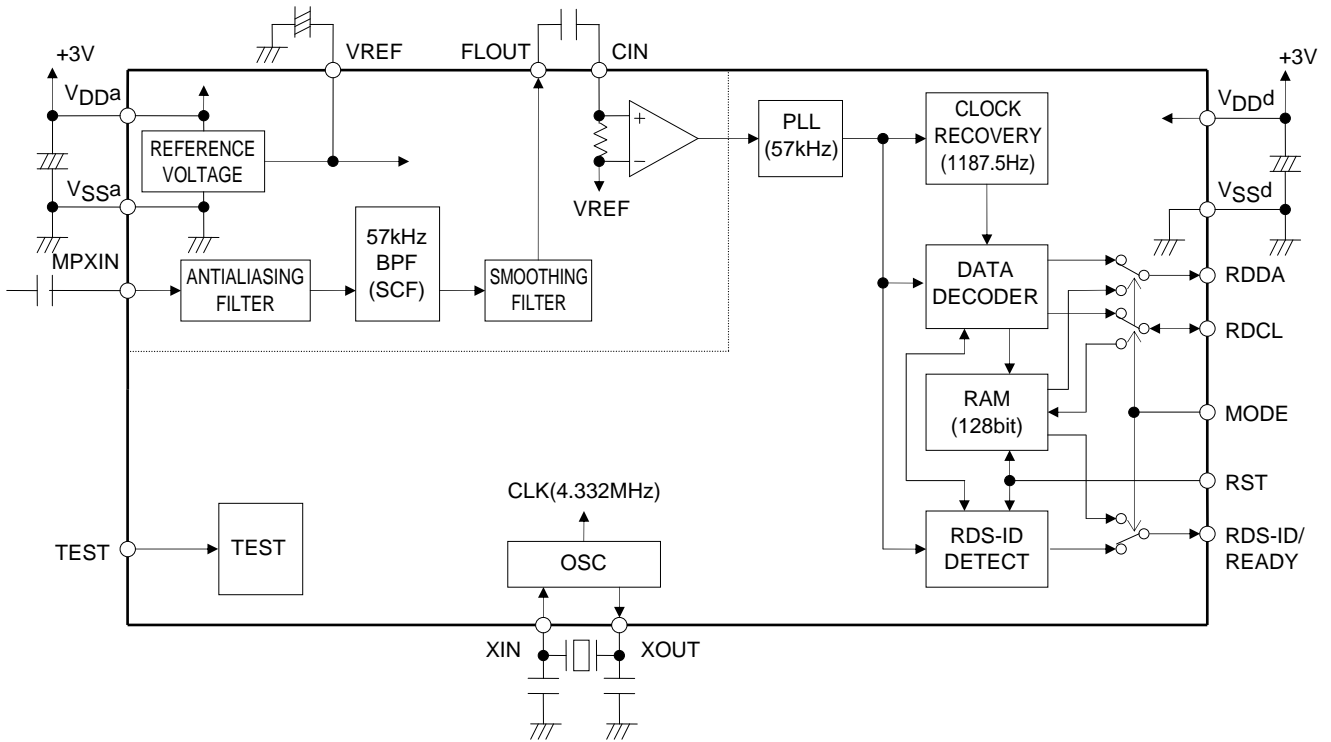 +3V
VREF
FLOUT
CIN
+3V
VDDa
VDDd
REFERENCE
VOLTAGE
+
−
VREF
PLL
(57kHz)
CLOCK
RECOVERY
(1187.5Hz)
VSSa
VSSd
MPXIN
ANTIALIASING
FILTER
57kHz
BPF
(SCF)
SMOOTHING
FILTER
DATA
DECODER
RDDA
RDCL
RAM
(128bit)
MODE
RST
CLK(4.332MHz)
TEST
TEST
OSC
RDS-ID
DETECT
RDS-ID/
READY
XIN
XOUT